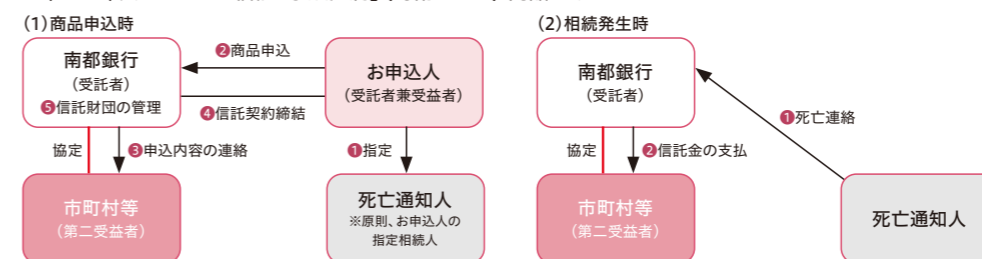 (1)商品申込時
南都銀行
(受託者)
❺信託財団の管理
❷商品申込
お申込人
(受託者兼受益者)
❹信託契約締結
協定
❸申込内容の連絡
❶指定
市町村等
(第二受益者)
死亡通知人
※原則、お申込人の
指定相続人
(2)相続発生時
南都銀行
(受託者)
❶死亡連絡
協定
❷信託金の支払
市町村等
(第二受益者)
死亡通知人